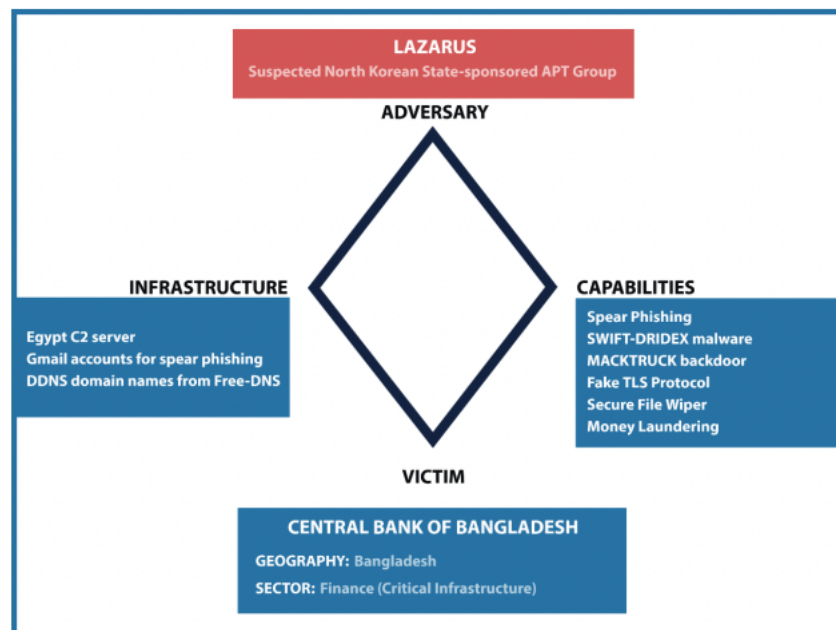 LAZARUS
Suspected North Korean State-sponsored APT Group
ADVERSARY
INFRASTRUCTURE
Egypt C2 server
Gmail accounts for spear phishing
DDNS domain names from Free-DNS
CAPABILITIES
Spear Phishing
SWIFT-DRIDEX malware
MACKTRUCK backdoor
Fake TLS Protocol
Secure File Wiper
Money Laundering
VICTIM
CENTRAL BANK OF BANGLADESH
GEOGRAPHY: Bangladesh
SECTOR: Finance (Critical Infrastructure)